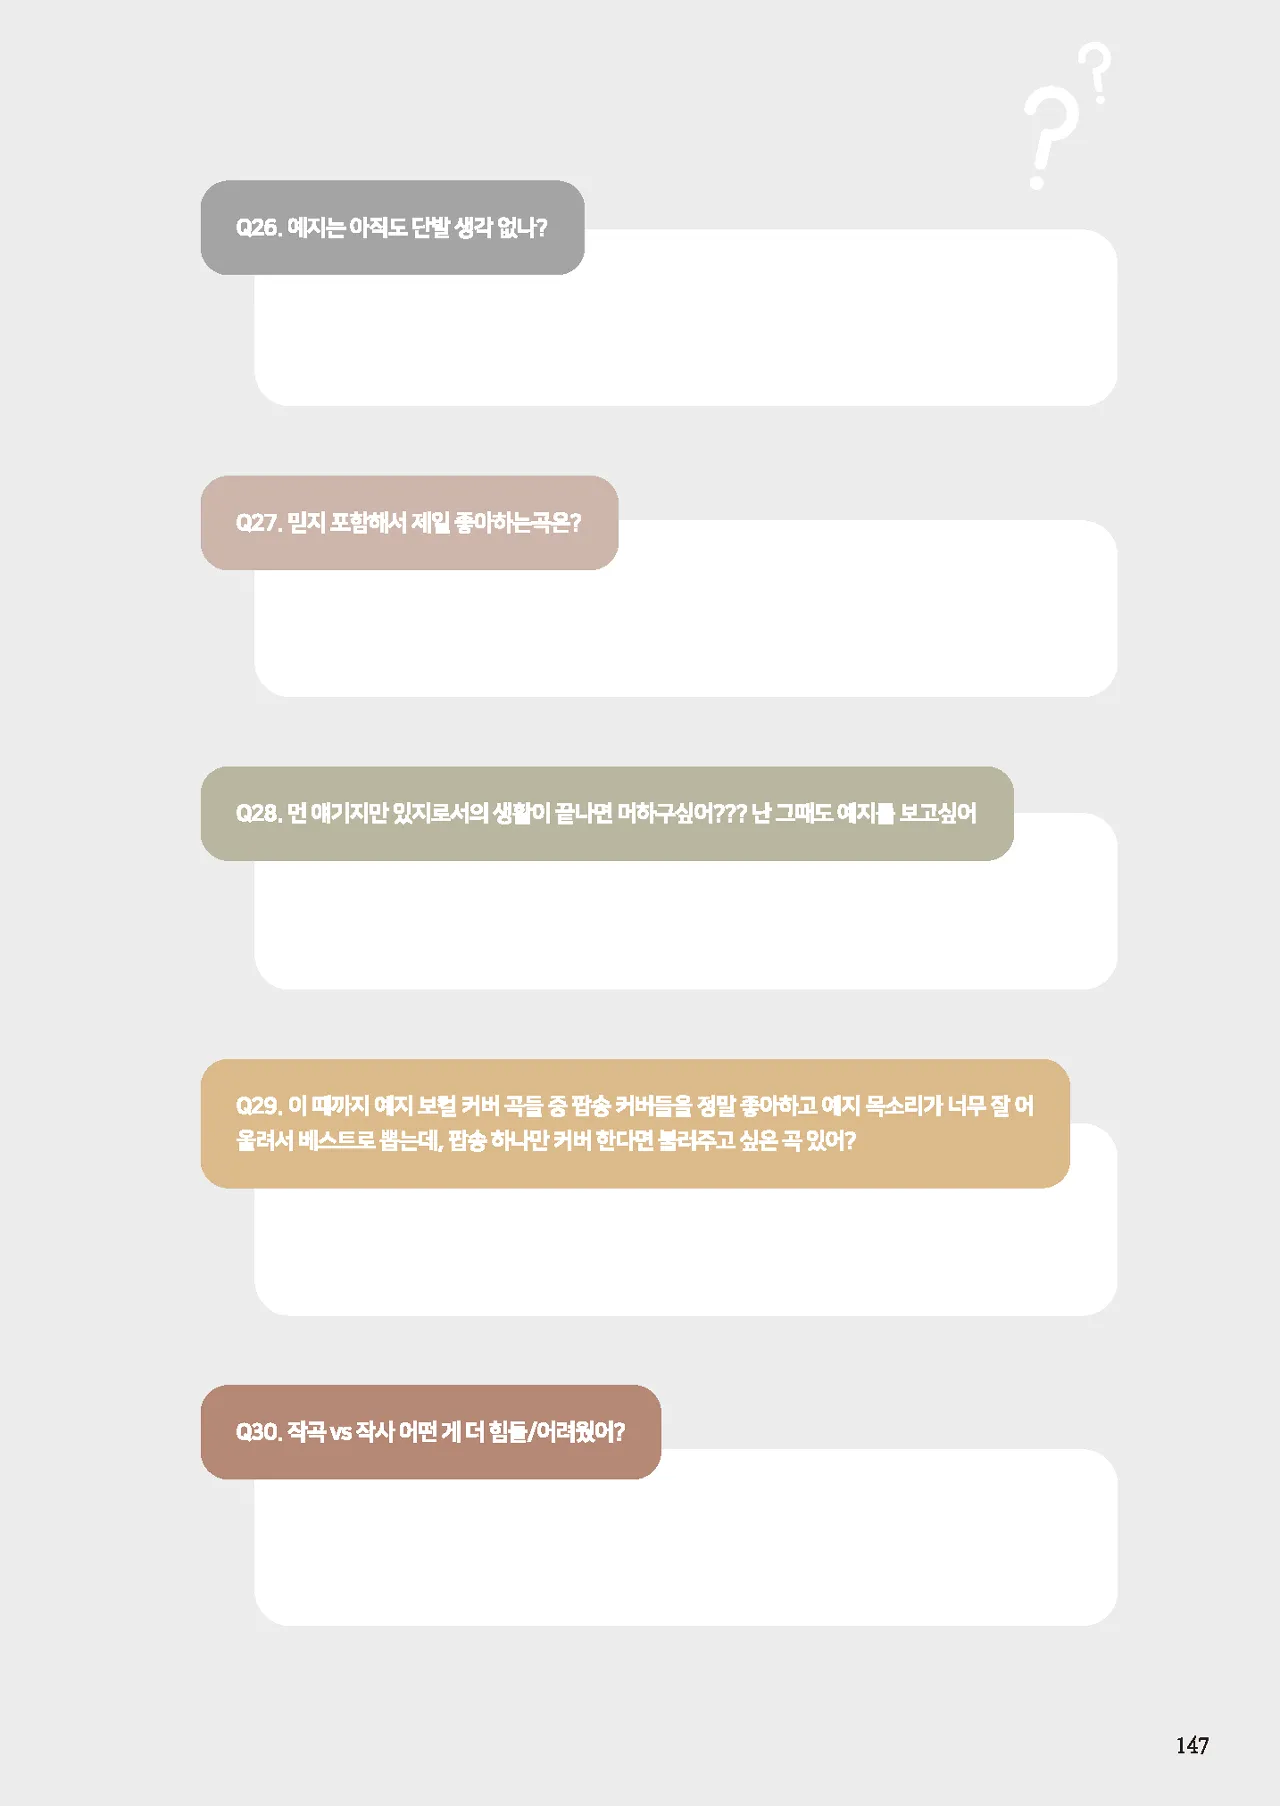 Q26. 예지는 아직도 단발 생각 없나?
Q27. 믿지 포함해서 제일 좋아하는곡은?
Q28. 먼 얘기지만 있지로서의 생활이 끝나면 머하구싶어??? 난 그때도 예지를 보고싶어
Q29. 이 때까지 예지 보컬 커버 곡들 중 팝송 커버들을 정말 좋아하고 예지 목소리가 너무 잘 어
울려서 베스트로 뽑는데, 팝송 하나만 커버 한다면 불러주고 싶은 곡 있어?
Q30. 작곡 vs 작사 어떤 게 더 힘들/어려웠어?
147